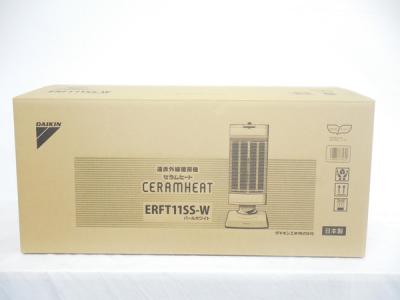 DAIKIN
ERFT11SS-W
遠赤外線暖房機
セラムヒート
CERAMHEAT
ERFT11SS-W
パールホワイト
ダイキン工業株式会社
日本製